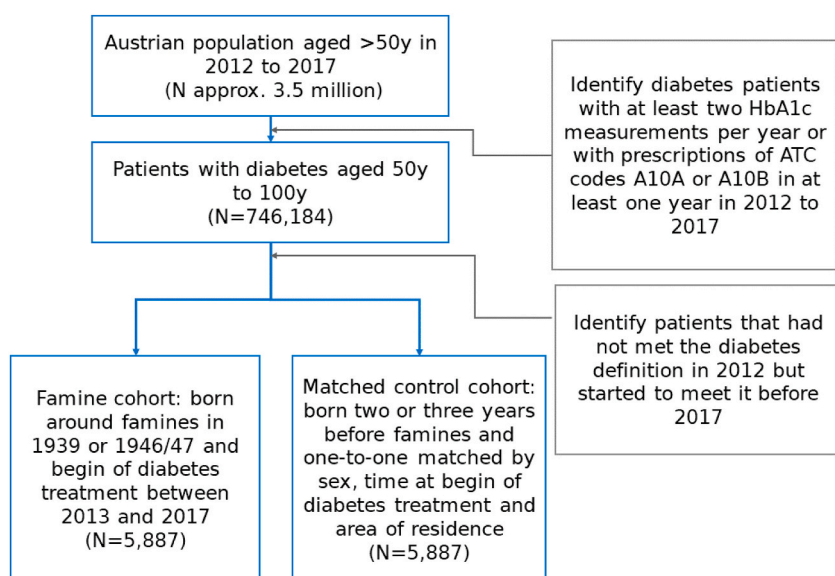 Austrian population aged >50y in
2012 to 2017
(N approx. 3.5 million)
Identify diabetes patients
with at least two HbA1c
measurements per year or
with prescriptions of ATC
codes A10A or A10B in at
least one year in 2012 to
2017
Patients with diabetes aged 50y
to 100y
(N=746,184)
Identify patients that had
not met the diabetes
definition in 2012 but
started to meet it before
2017
Famine cohort: born
around famines in
1939 or 1946/47 and
begin of diabetes
treatment between
2013 and 2017
(N=5,887)
Matched control cohort:
born two or three years
before famines and
one-to-one matched by
sex, time at begin of
diabetes treatment and
area of residence
(N=5,887)